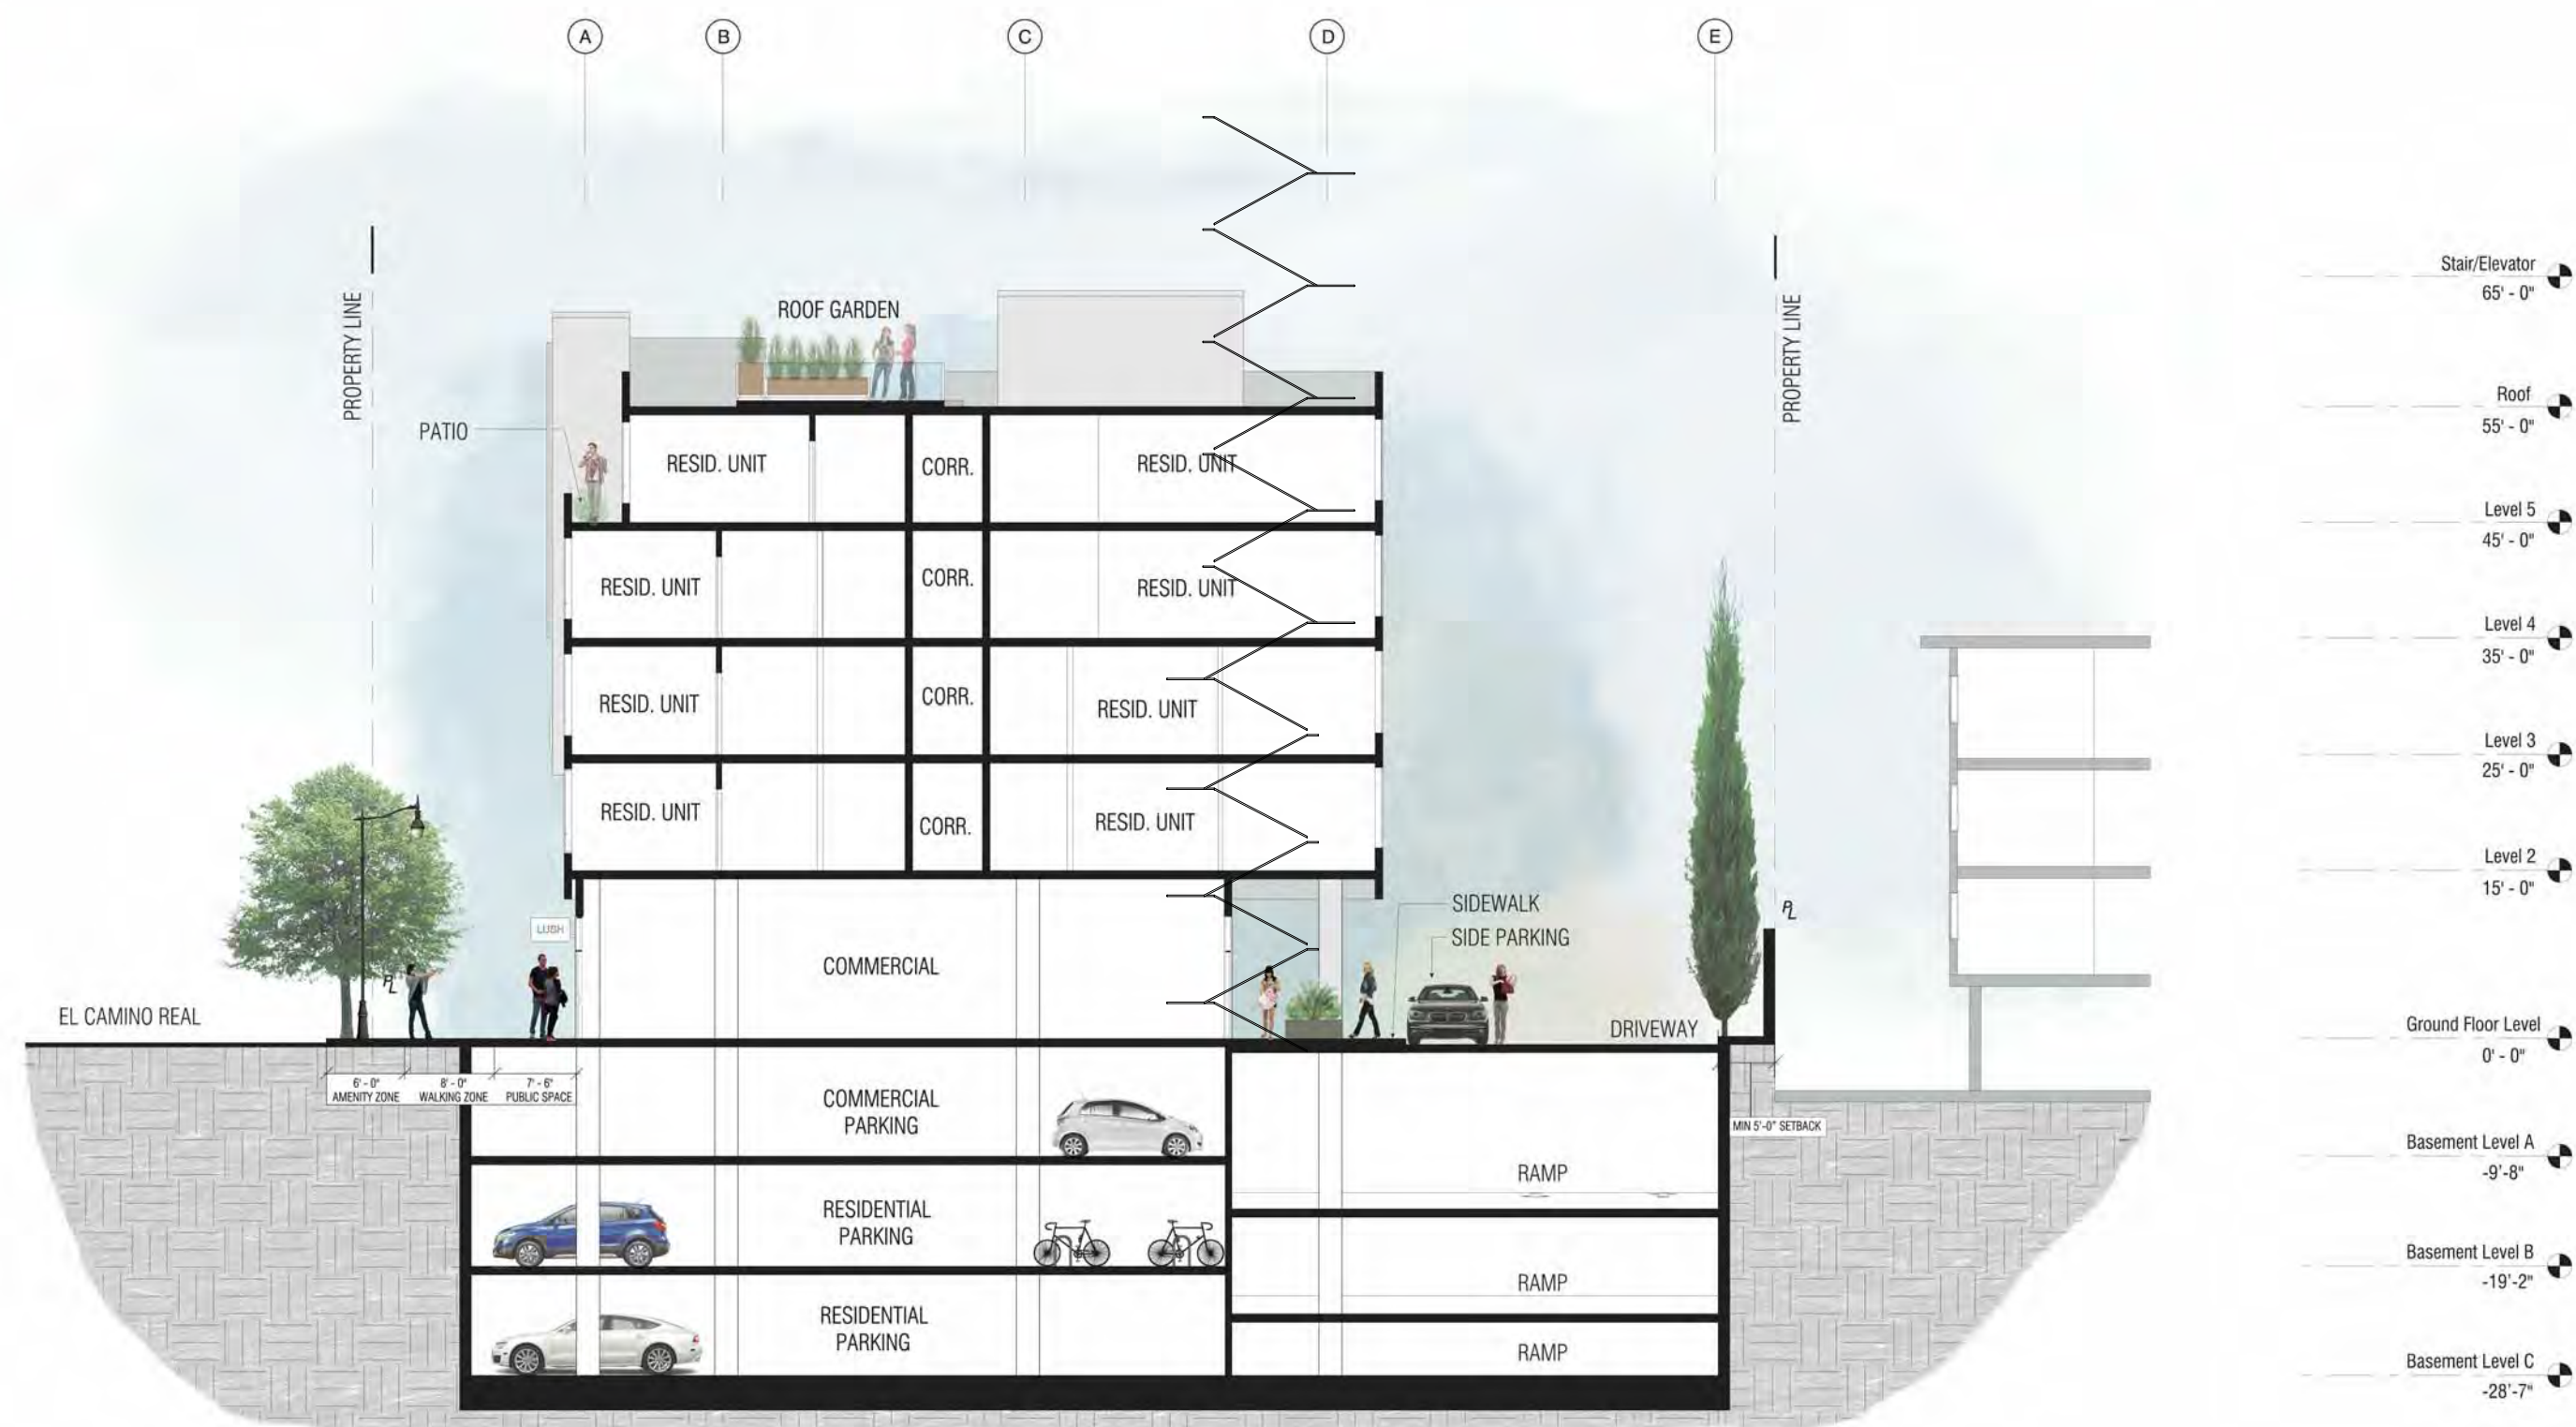 A
B
C
D
E
PROPERTY LINE
PROPERTY LINE
Stair/Elevator
65' - 0"
ROOF GARDEN
Roof
55' - 0"
PATIO
RESID. UNIT
CORR.
RESID. UNIT
Level 5
45' - 0"
RESID. UNIT
CORR.
RESID. UNIT
Level 4
35' - 0"
RESID. UNIT
CORR.
RESID. UNIT
Level 3
25' - 0"
RESID. UNIT
CORR.
RESID. UNIT
Level 2
15' - 0"
SIDEWALK
PL
LUSH
SIDE PARKING
COMMERCIAL
PL
EL CAMINO REAL
DRIVEWAY
Ground Floor Level
0' - 0"
6' - 0"
AMENITY ZONE
8' - 0"
WALKING ZONE
7' - 6"
PUBLIC SPACE
COMMERCIAL
PARKING
MIN 5'-0" SETBACK
Basement Level A
-9'-8"
RAMP
RESIDENTIAL
PARKING
Basement Level B
-19'-2"
RAMP
RESIDENTIAL
PARKING
RAMP
Basement Level C
-28'-7"